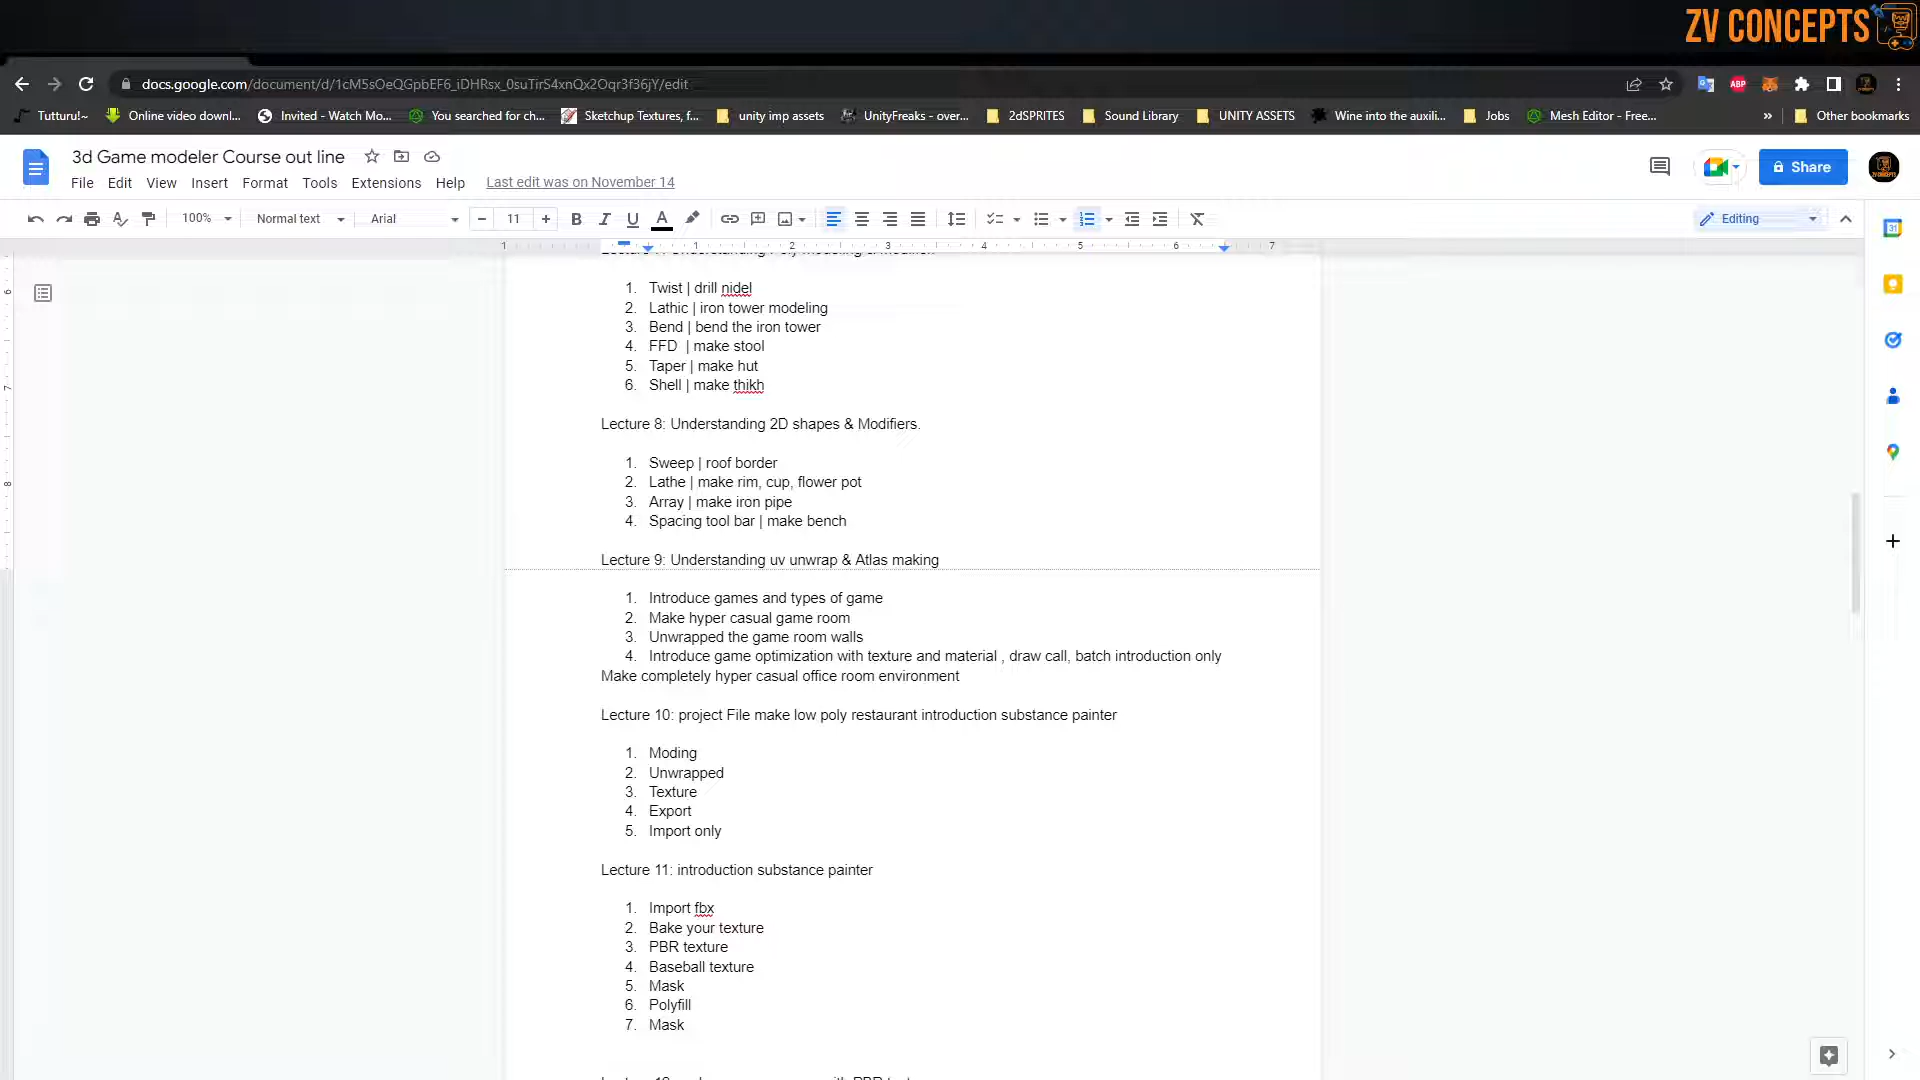 ZV CONCEPTS
docs.google.com/document/d/1cM5sOeQGpbEF6_iDHRsx_0suTirS4xnQx2Oqr3f36jY/edit
Tutturu!~ Online video downl... Invited - Watch Mo... You searched for ch... Sketchup Textures, f... unity imp assets UnityFreaks - over... 2dSPRITES Sound Library UNITY ASSETS Wine into the auxili... Jobs Mesh Editor - Free... » Other bookmarks
3d Game modeler Course out line
Share
File Edit View Insert Format Tools Extensions Help Last edit was on November 14
100% Normal text Arial 11 Editing
1 1 2 3 4 5 6 7
1. Twist | drill nidel
2. Lathic | iron tower modeling
3. Bend | bend the iron tower
4. FFD | make stool
5. Taper | make hut
6. Shell | make thikh
Lecture 8: Understanding 2D shapes & Modifiers.
1. Sweep | roof border
2. Lathe | make rim, cup, flower pot
3. Array | make iron pipe
4. Spacing tool bar | make bench
Lecture 9: Understanding uv unwrap & Atlas making
1. Introduce games and types of game
2. Make hyper casual game room
3. Unwrapped the game room walls
4. Introduce game optimization with texture and material , draw call, batch introduction only
Make completely hyper casual office room environment
Lecture 10: project File make low poly restaurant introduction substance painter
1. Moding
2. Unwrapped
3. Texture
4. Export
5. Import only
Lecture 11: introduction substance painter
1. Import fbx
2. Bake your texture
3. PBR texture
4. Baseball texture
5. Mask
6. Polyfill
7. Mask